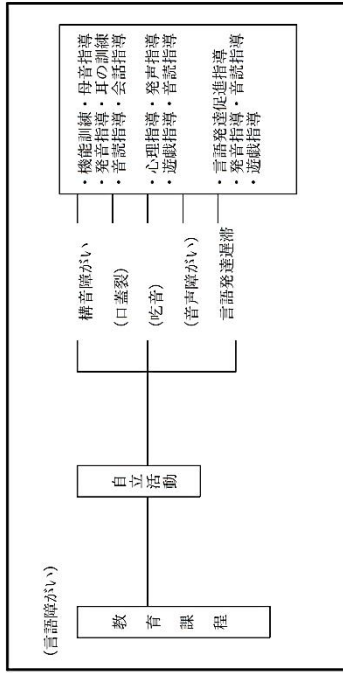 (言語障がい)
教育課程
自立活動
構音障がい
(口蓋裂)
(吃音)
(音声障がい)
言語発達遅滞
・機能訓練・母音指導
・発音指導・耳の訓練
・音読指導・会話指導
・心理指導・発声指導
・遊戯指導・音読指導
・言語発達促進指導
・発音指導・音読指導
・遊戯指導